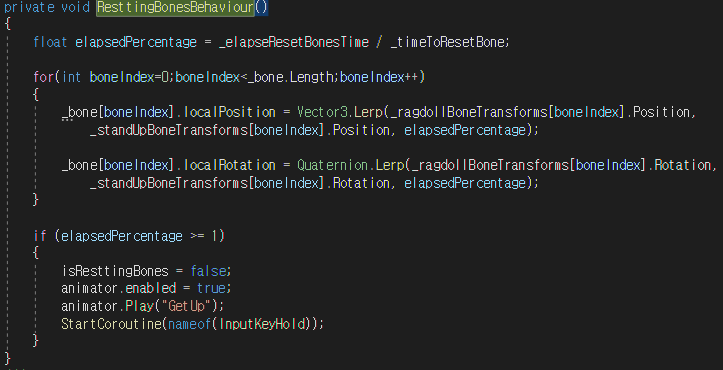 private void ResttingBonesBehaviour()
{
    float elapsedPercentage = _elapseResetBonesTime / _timeToResetBone;

    for(int boneIndex=0;boneIndex<_bone.Length;boneIndex++)
    {
        _bone[boneIndex].localPosition = Vector3.Lerp(_ragdollBoneTransforms[boneIndex].Position,
            _standUpBoneTransforms[boneIndex].Position, elapsedPercentage);

        _bone[boneIndex].localRotation = Quaternion.Lerp(_ragdollBoneTransforms[boneIndex].Rotation,
            _standUpBoneTransforms[boneIndex].Rotation, elapsedPercentage);
    }

    if (elapsedPercentage >= 1)
    {
        isResttingBones = false;
        animator.enabled = true;
        animator.Play("GetUp");
        StartCoroutine(nameof(InputKeyHold));
    }
}